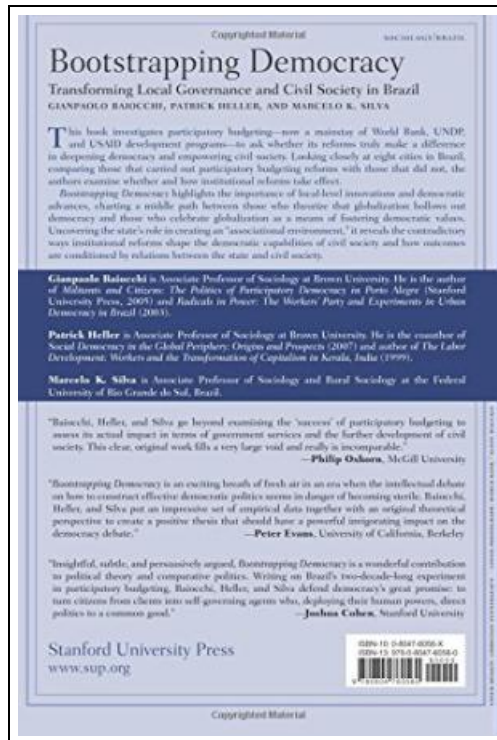 Copyrighted Material
SOCIOLOGY/BRAZIL
Bootstrapping Democracy
Transforming Local Governance and Civil Society in Brazil
GIANPAOLO BAIOCCHI, PATRICK HELLER, AND MARCELO K. SILVA
This book investigates participatory budgeting—now a mainstay of World Bank, UNDP,
and USAID development programs—to ask whether its reforms truly make a difference
in deepening democracy and empowering civil society. Looking closely at eight cities in Brazil,
comparing those that carried out participatory budgeting reforms with those that did not, the
authors examine whether and how institutional reforms take effect.
Bootstrapping Democracy highlights the importance of local-level innovations and democratic
advances, charting a middle path between those who theorize that globalization hollows out
democracy and those who celebrate globalization as a means of fostering democratic values.
Uncovering the state's role in creating an "associational environment," it reveals the contradictory
ways institutional reforms shape the democratic capabilities of civil society and how outcomes
are conditioned by relations between the state and civil society.
Gianpaolo Baiocchi is Associate Professor of Sociology at Brown University. He is the author
of Militants and Citizens: The Politics of Participatory Democracy in Porto Alegre (Stanford
University Press, 2005) and Radicals in Power: The Workers' Party and Experiments in Urban
Democracy in Brazil (2003).
Patrick Heller is Associate Professor of Sociology at Brown University. He is the coauthor of
Social Democracy in the Global Periphery: Origins and Prospects (2007) and author of The Labor
Development: Workers and the Transformation of Capitalism in Kerala, India (1999).
Marcelo K. Silva is Associate Professor of Sociology and Rural Sociology at the Federal
University of Rio Grande do Sul, Brazil.
"Baiocchi, Heller, and Silva go beyond examining the 'success' of participatory budgeting to
assess its actual impact in terms of government services and the further development of civil
society. This clear, original work fills a very large void and really is incomparable."
—Philip Oxhorn, McGill University
"Bootstrapping Democracy is an exciting breath of fresh air in an era when the intellectual debate
on how to construct effective democratic politics seems in danger of becoming sterile. Baiocchi,
Heller, and Silva put an impressive set of empirical data together with an original theoretical
perspective to create a positive thesis that should have a powerful invigorating impact on the
democracy debate." —Peter Evans, University of California, Berkeley
"Insightful, subtle, and persuasively argued, Bootstrapping Democracy is a wonderful contribution
to political theory and comparative politics. Writing on Brazil's two-decade-long experiment
in participatory budgeting, Baiocchi, Heller, and Silva defend democracy's great promise: to
turn citizens from clients into self-governing agents who, deploying their human powers, direct
politics to a common good." —Joshua Cohen, Stanford University
Stanford University Press
www.sup.org
ISBN-10: 0-8047-6056-X
ISBN-13: 978-0-8047-6056-0
Copyrighted Material